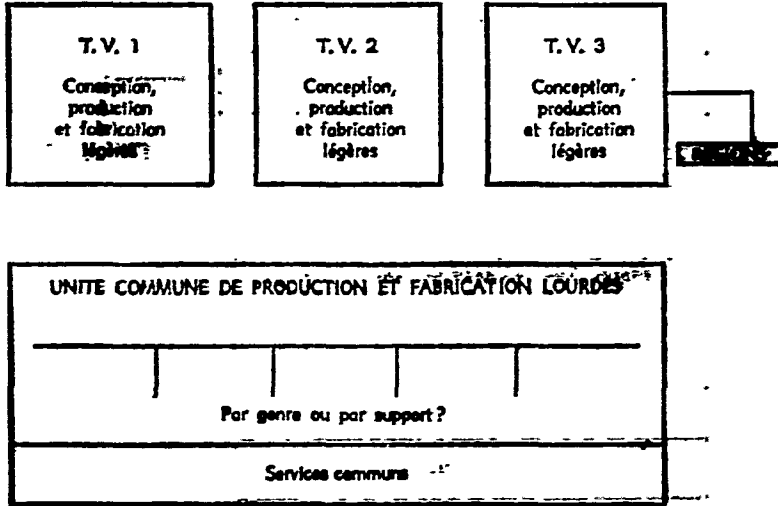 T. V. 1
Conception,
production
et fabrication
légères
T. V. 2
Conception,
production
et fabrication
légères
T. V. 3
Conception,
production
et fabrication
légères
UNITE COMMUNE DE PRODUCTION ET FABRICATION LOURDES
Par genre ou par support ?
Services communs